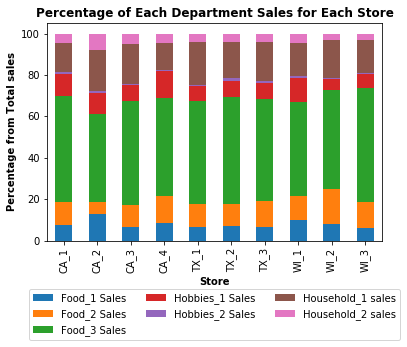 Percentage of Each Department Sales for Each Store
Percentage from Total sales
100
80
60
40
20
0
CA_1
CA_2
CA_3
CA_4
TX_1
TX_2
TX_3
WI_1
WI_2
WI_3
Store
Food_1 Sales
Food_2 Sales
Food_3 Sales
Hobbies_1 Sales
Hobbies_2 Sales
Household_1 sales
Household_2 sales